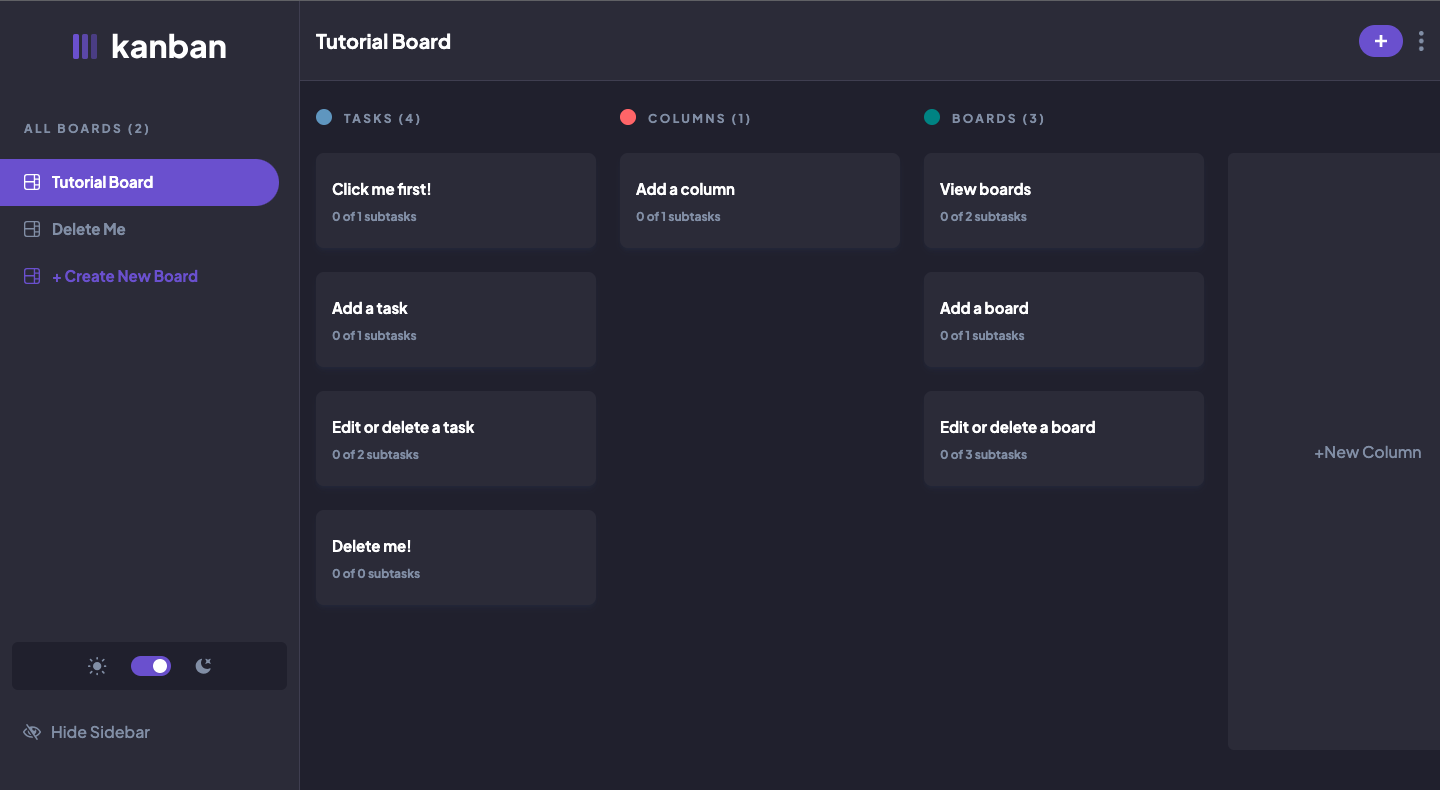 kanban
ALL BOARDS (2)
Tutorial Board
Delete Me
+ Create New Board
Hide Sidebar
Tutorial Board
+
TASKS (4)
Click me first!
0 of 1 subtasks
Add a task
0 of 1 subtasks
Edit or delete a task
0 of 2 subtasks
Delete me!
0 of 0 subtasks
COLUMNS (1)
Add a column
0 of 1 subtasks
BOARDS (3)
View boards
0 of 2 subtasks
Add a board
0 of 1 subtasks
Edit or delete a board
0 of 3 subtasks
+New Column